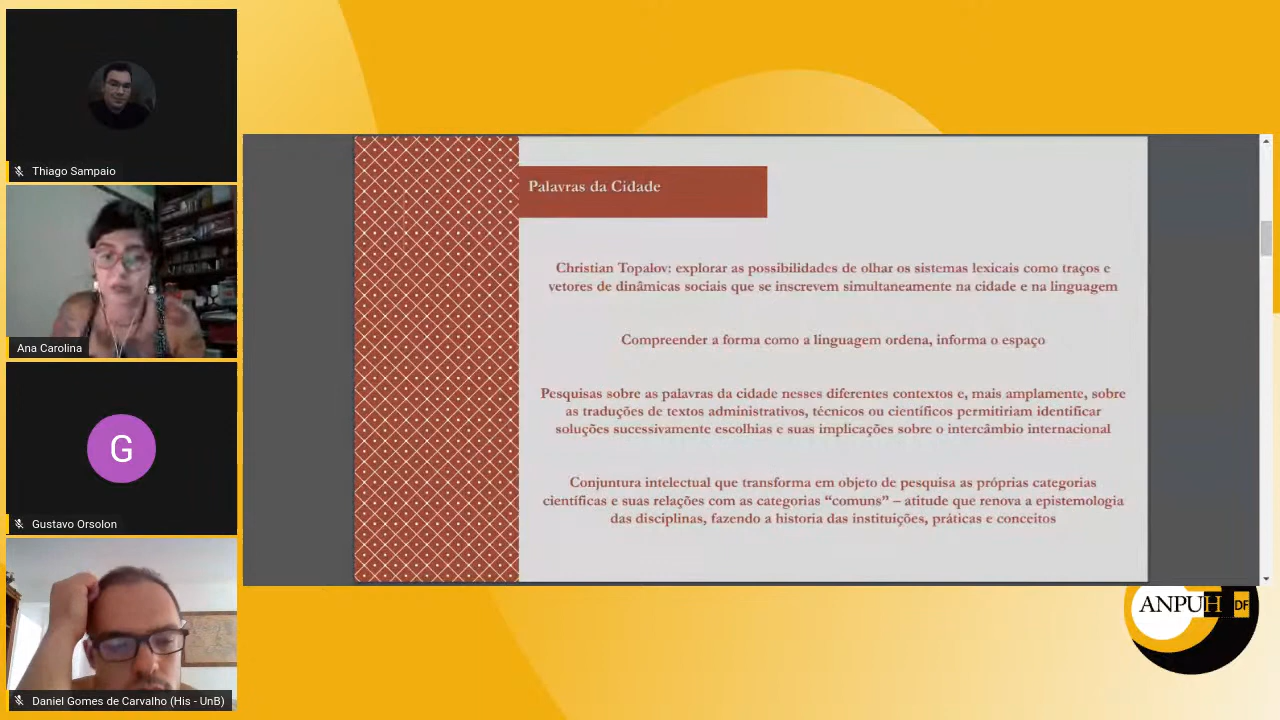 Thiago Sampaio
Ana Carolina
G
Gustavo Orsolon
Daniel Gomes de Carvalho (His - UnB)
Palavras da Cidade
Christian Topalov: explorar as possibilidades de olhar os sistemas lexicais como traços e
vetores de dinâmicas sociais que se inscrevem simultaneamente na cidade e na linguagem
Compreender a forma como a linguagem ordena, informa o espaço
Pesquisas sobre as palavras da cidade nesses diferentes contextos e, mais amplamente, sobre
as traduções de textos administrativos, técnicos ou científicos permitiriam identificar
soluções sucessivamente escolhias e suas implicações sobre o intercâmbio internacional
Conjuntura intelectual que transforma em objeto de pesquisa as próprias categorias
científicas e suas relações com as categorias “comuns” – atitude que renova a epistemologia
das disciplinas, fazendo a historia das instituições, práticas e conceitos
ANPUH DF